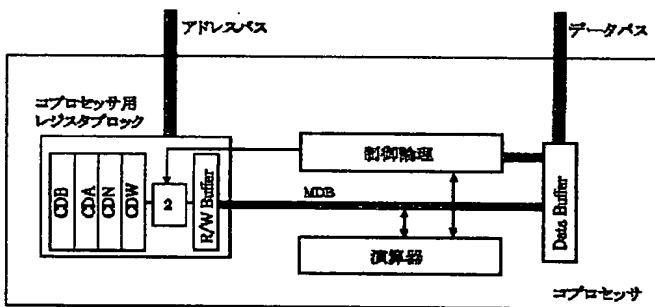 アドレスバス
データバス
コプロセッサ用
レジスタブロック
制御論理
CDB
CDA
CDN
CDW
2
R/W Buffer
MDB
Data Buffer
演算器
コプロセッサ